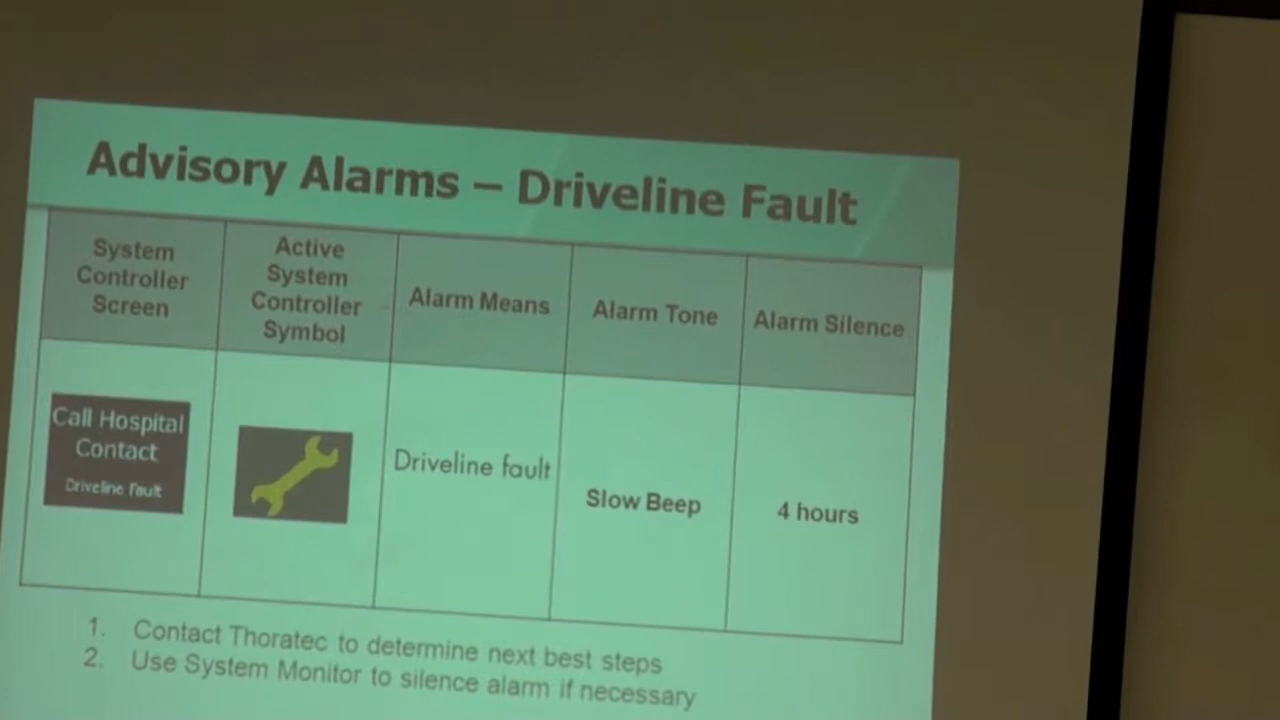 Advisory Alarms – Driveline Fault
System
Controller
Screen
Active
System
Controller
Symbol
Alarm Means
Alarm Tone
Alarm Silence
Call Hospital
Contact
Driveline Fault
Driveline fault
Slow Beep
4 hours
1. Contact Thoratec to determine next best steps
2. Use System Monitor to silence alarm if necessary